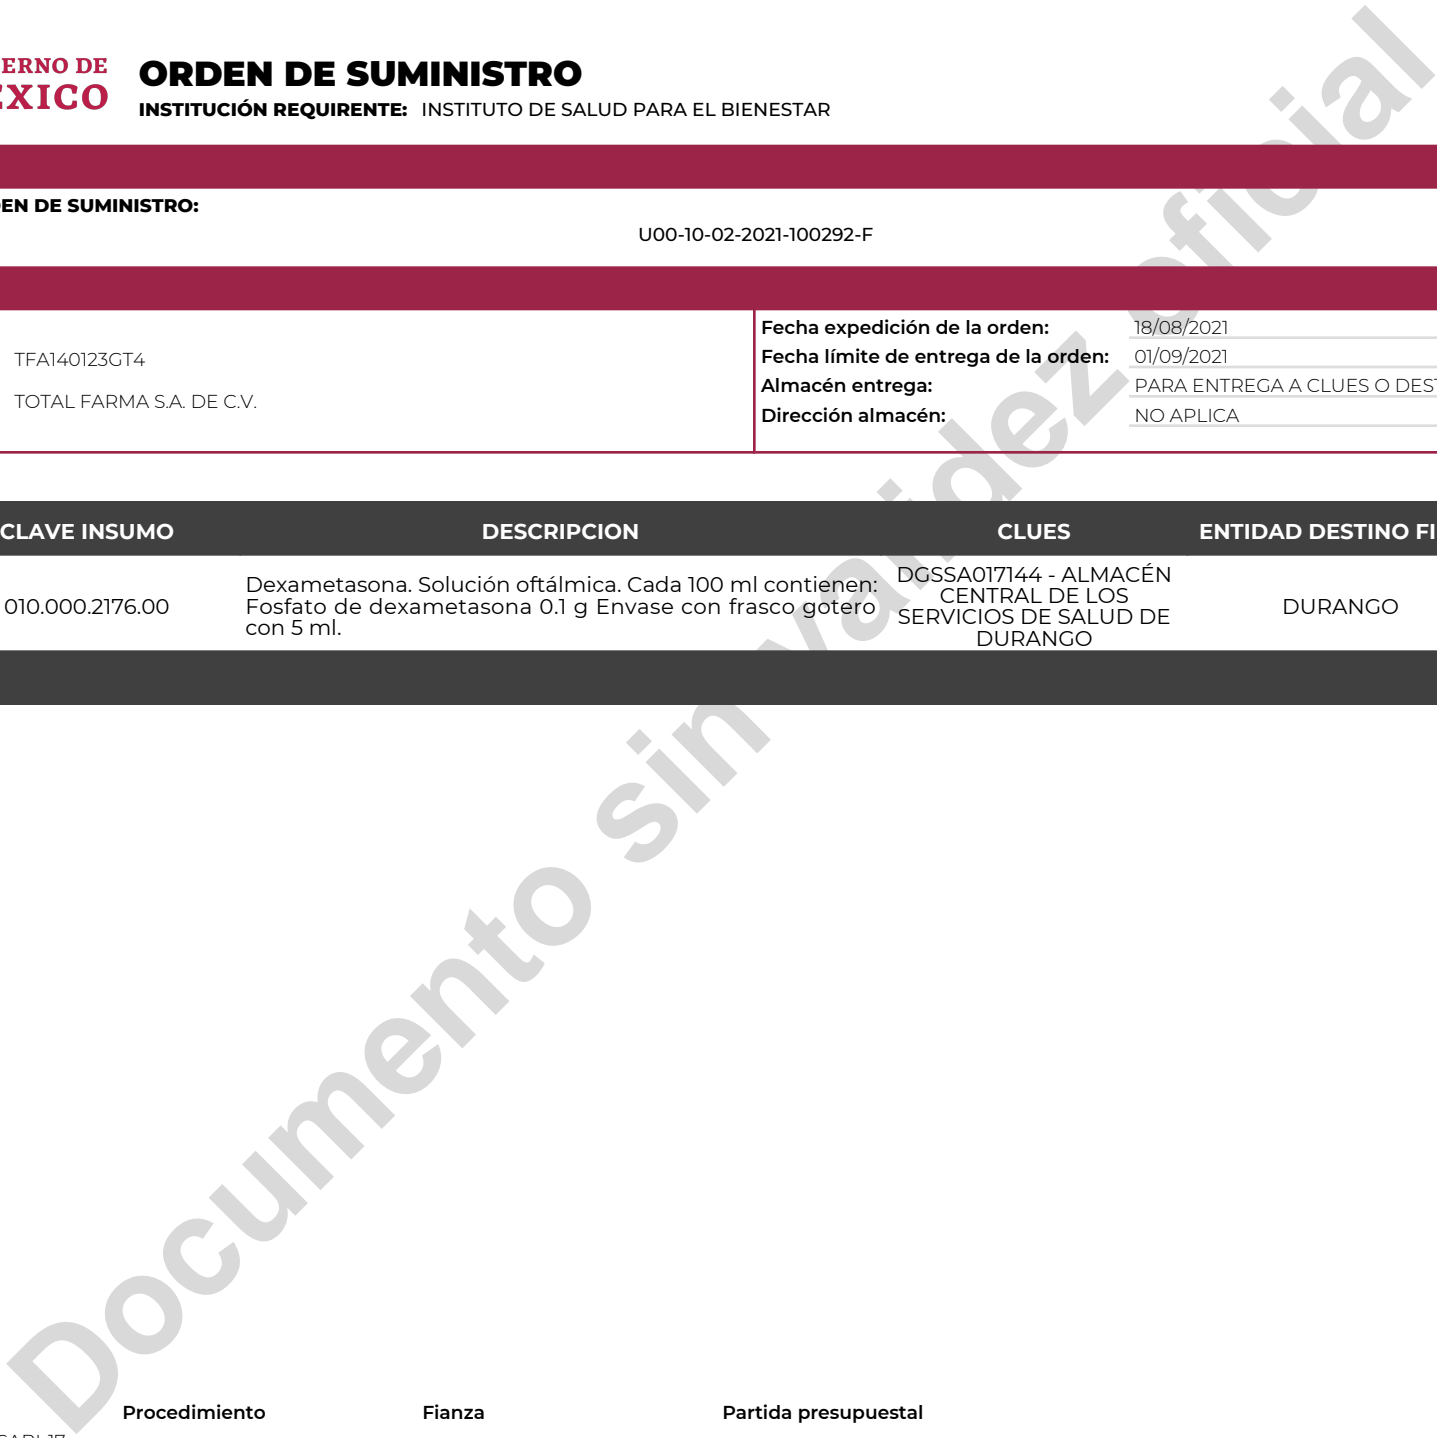 ERNO DE
EXICO
ORDEN DE SUMINISTRO
INSTITUCIÓN REQUIRENTE: INSTITUTO DE SALUD PARA EL BIENESTAR
EN DE SUMINISTRO:
U00-10-02-2021-100292-F
TFA140123GT4
TOTAL FARMA S.A. DE C.V.
Fecha expedición de la orden: 18/08/2021
Fecha límite de entrega de la orden: 01/09/2021
Almacén entrega: PARA ENTREGA A CLUES O DEST
Dirección almacén: NO APLICA
CLAVE INSUMO DESCRIPCION CLUES ENTIDAD DESTINO FI
010.000.2176.00
Dexametasona. Solución oftálmica. Cada 100 ml contienen:
Fosfato de dexametasona 0.1 g Envase con frasco gotero
con 5 ml.
DGSSA017144 - ALMACÉN
CENTRAL DE LOS
SERVICIOS DE SALUD DE
DURANGO
DURANGO
Documento sin validez oficial
Procedimiento Fianza Partida presupuestal